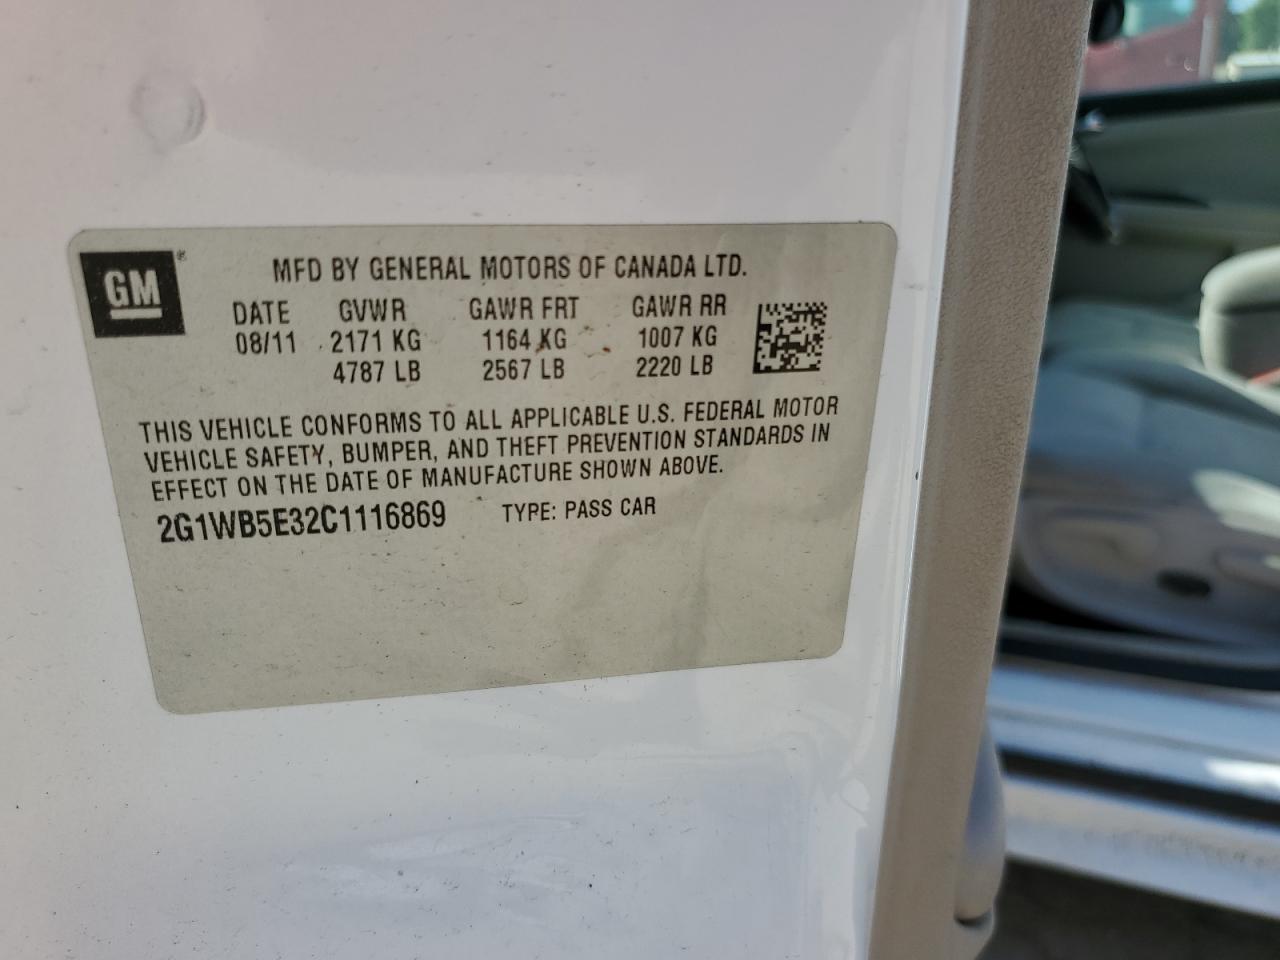 GM®
MFD BY GENERAL MOTORS OF CANADA LTD.
DATE GVWR GAWR FRT GAWR RR
08/11 2171 KG 1164 KG 1007 KG
4787 LB 2567 LB 2220 LB
THIS VEHICLE CONFORMS TO ALL APPLICABLE U.S. FEDERAL MOTOR
VEHICLE SAFETY, BUMPER, AND THEFT PREVENTION STANDARDS IN
EFFECT ON THE DATE OF MANUFACTURE SHOWN ABOVE.
2G1WB5E32C1116869 TYPE: PASS CAR